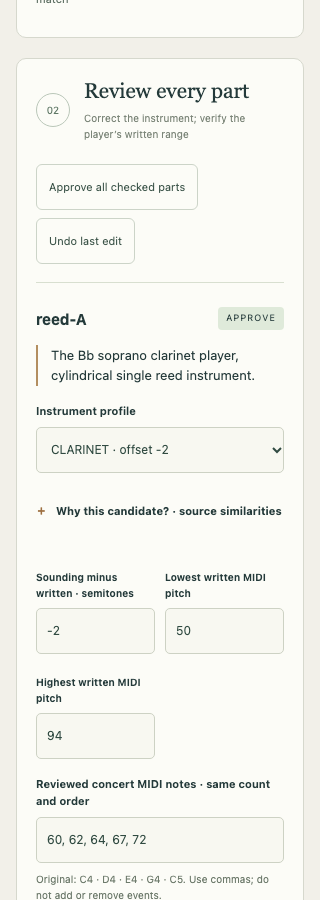 match
02
Review every part
Correct the instrument; verify the
player's written range
Approve all checked parts
Undo last edit
reed-A
APPROVE
The Bb soprano clarinet player,
cylindrical single reed instrument.
Instrument profile
CLARINET · offset -2
+ Why this candidate? · source similarities
Sounding minus
written · semitones
-2
Lowest written MIDI
pitch
50
Highest written MIDI
pitch
94
Reviewed concert MIDI notes · same count
and order
60, 62, 64, 67, 72
Original: C4 · D4 · E4 · G4 · C5. Use commas; do
not add or remove events.